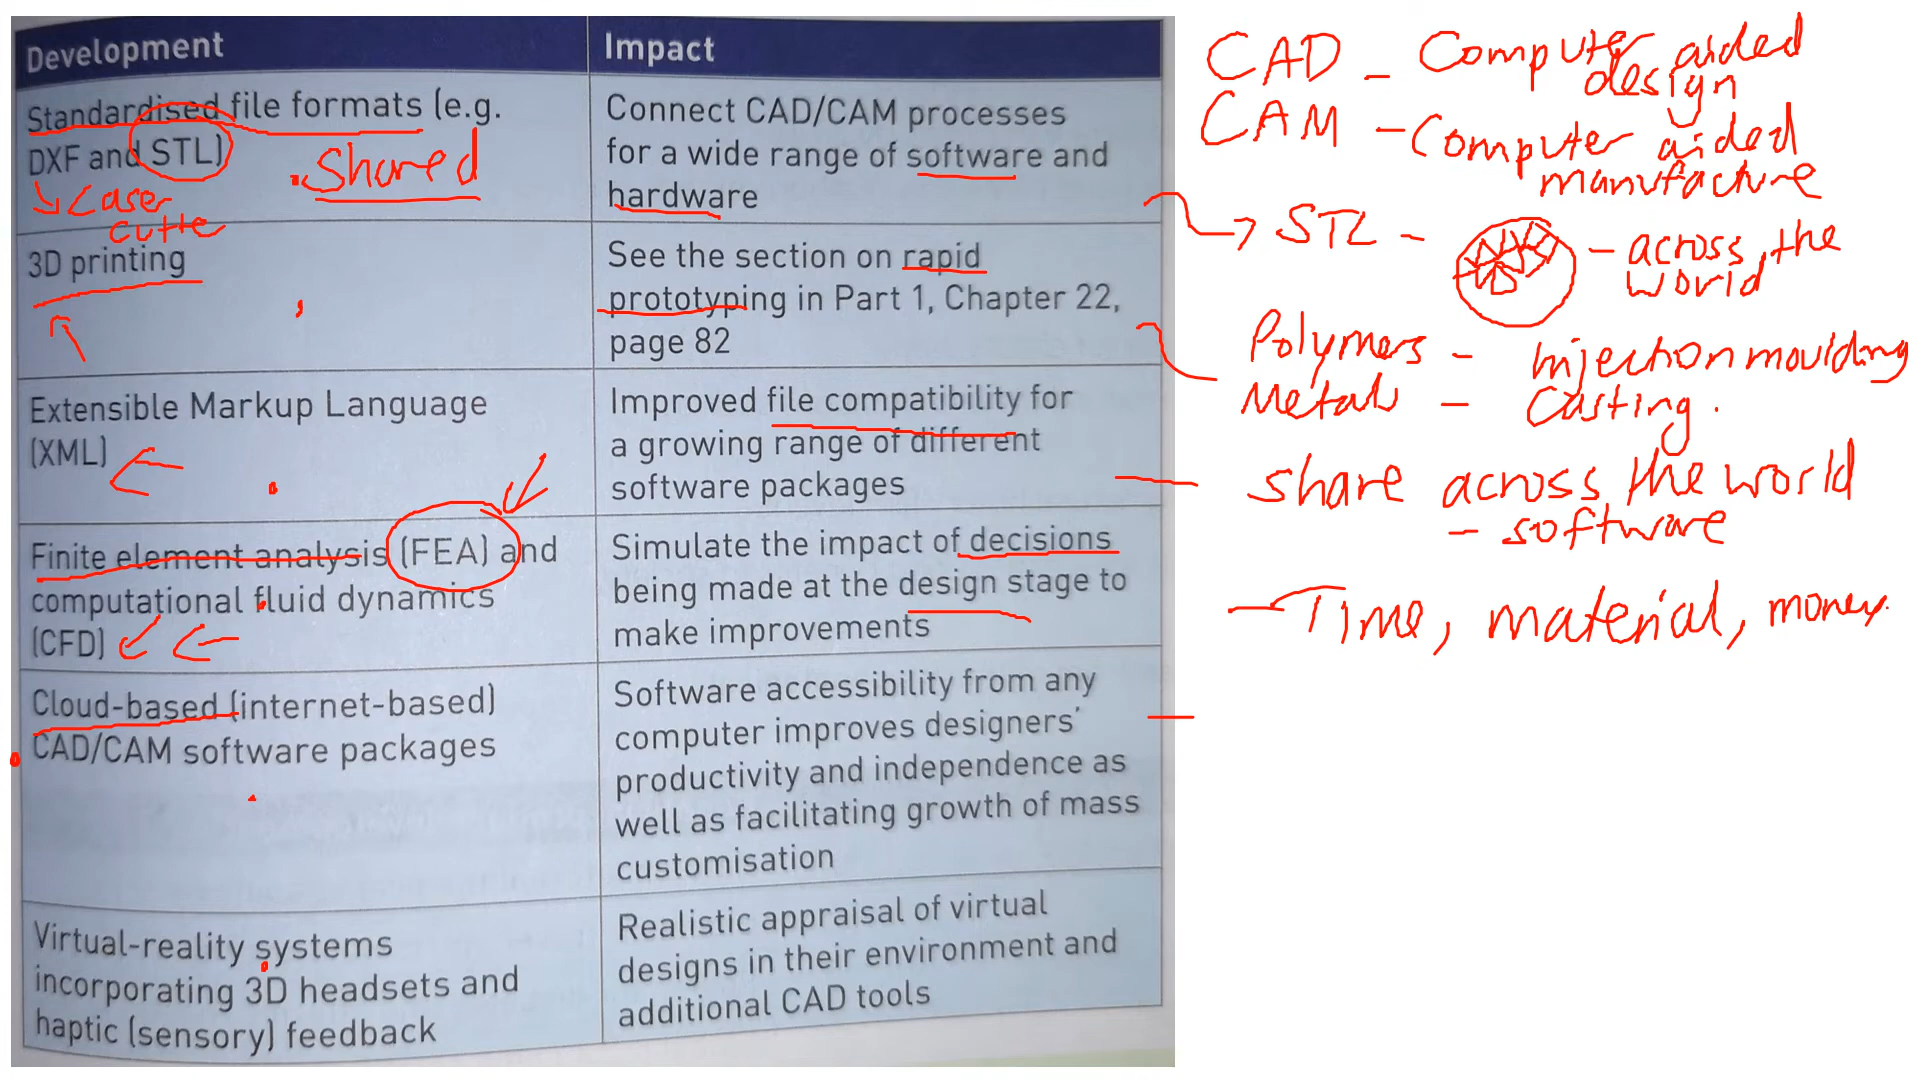 Development
Impact
Standardised file formats (e.g.
DXF and STL)
Shared
Laser
cutte
Connect CAD/CAM processes
for a wide range of software and
hardware
3D printing
See the section on rapid
prototyping in Part 1, Chapter 22,
page 82
Extensible Markup Language
(XML)
Improved file compatibility for
a growing range of different
software packages
Finite element analysis (FEA) and
computational fluid dynamics
(CFD)
Simulate the impact of decisions
being made at the design stage to
make improvements
Cloud-based (internet-based)
CAD/CAM software packages
Software accessibility from any
computer improves designers'
productivity and independence as
well as facilitating growth of mass
customisation
Virtual-reality systems
incorporating 3D headsets and
haptic (sensory) feedback
Realistic appraisal of virtual
designs in their environment and
additional CAD tools
CAD - Computer aided
design
CAM - Computer aided
manufacture
STL - - across the
world
Polymers - Injection moulding
Metals - Casting.
share across the world
- software
Time, material, money.